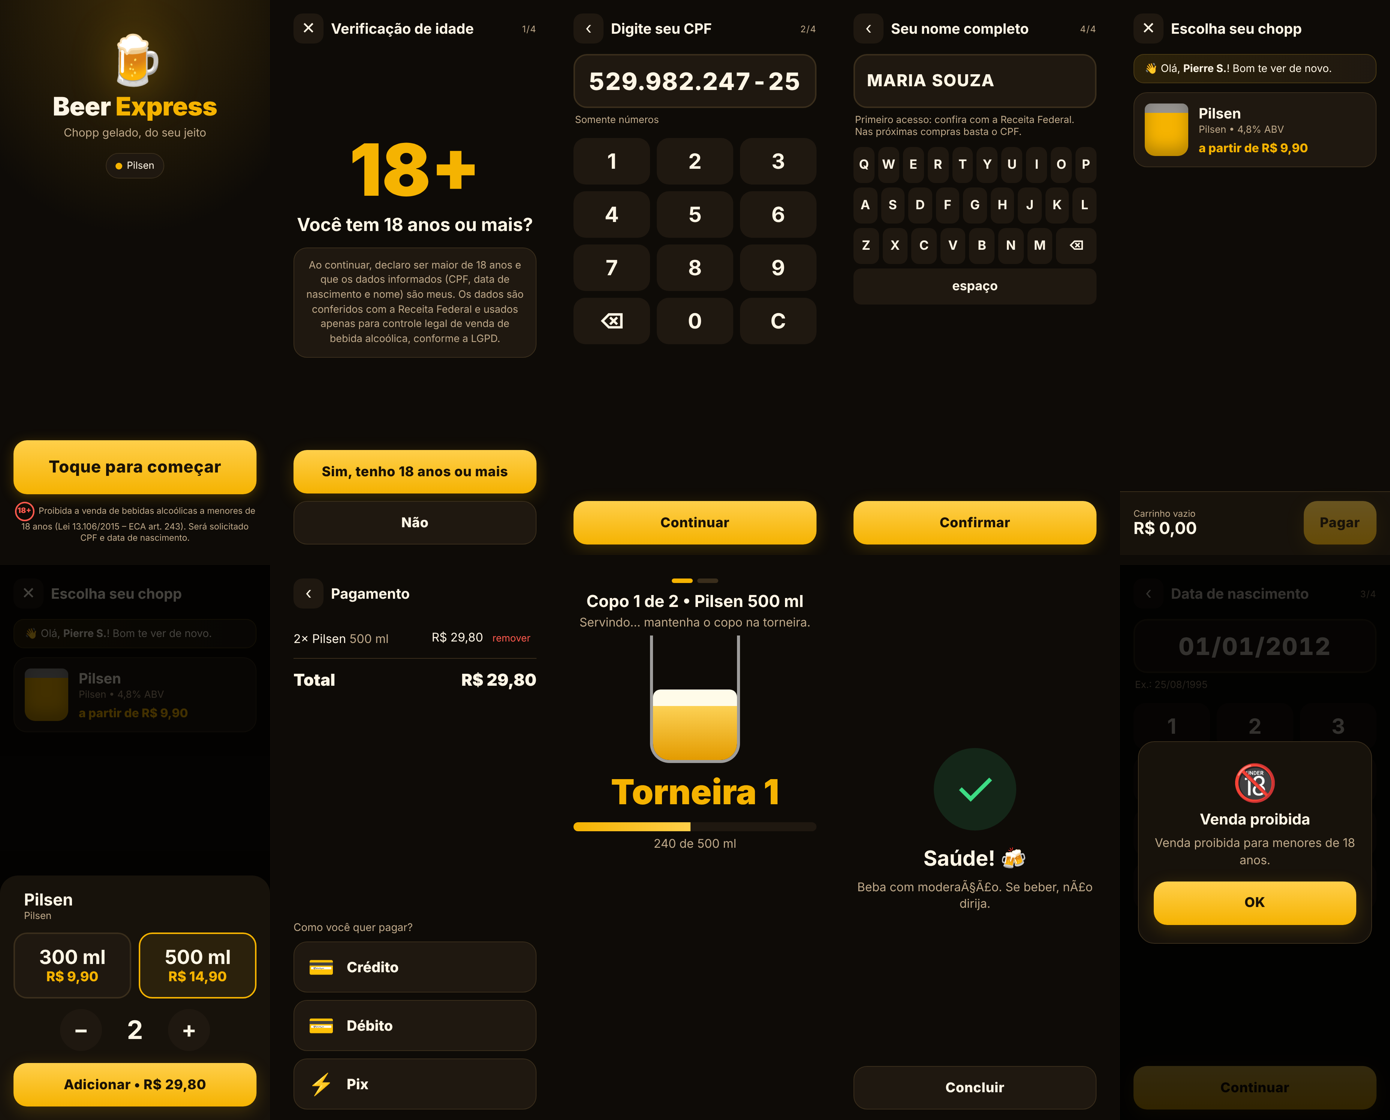 Beer Express
Chopp gelado, do seu jeito
Pilsen
Toque para começar
18+ Proibida a venda de bebidas alcoólicas a menores de
18 anos (Lei 13.106/2015 – ECA art. 243). Será solicitado
CPF e data de nascimento.
✕ Verificação de idade 1/4
18+
Você tem 18 anos ou mais?
Ao continuar, declaro ser maior de 18 anos e
que os dados informados (CPF, data de
nascimento e nome) são meus. Os dados são
conferidos com a Receita Federal e usados
apenas para controle legal de venda de
bebida alcoólica, conforme a LGPD.
Sim, tenho 18 anos ou mais
Não
‹ Digite seu CPF 2/4
529.982.247-25
Somente números
1 2 3
4 5 6
7 8 9
⌫ 0 C
Continuar
‹ Seu nome completo 4/4
MARIA SOUZA
Primeiro acesso: confira com a Receita Federal.
Nas próximas compras basta o CPF.
Q W E R T Y U I O P
A S D F G H J K L
Z X C V B N M ⌫
espaço
Confirmar
✕ Escolha seu chopp
👋 Olá, Pierre S.! Bom te ver de novo.
Pilsen
Pilsen • 4,8% ABV
a partir de R$ 9,90
Carrinho vazio
R$ 0,00
Pagar
✕ Escolha seu chopp
👋 Olá, Pierre S.! Bom te ver de novo.
Pilsen
Pilsen • 4,8% ABV
a partir de R$ 9,90
Pilsen
Pilsen
300 ml 500 ml
R$ 9,90 R$ 14,90
− 2 +
Adicionar • R$ 29,80
‹ Pagamento
2× Pilsen 500 ml R$ 29,80 remover
Total R$ 29,80
Como você quer pagar?
Crédito
Débito
Pix
Copo 1 de 2 • Pilsen 500 ml
Servindo... mantenha o copo na torneira.
Torneira 1
240 de 500 ml
Saúde! 🍻
Beba com moderaÃ§Ã£o. Se beber, nÃ£o
dirija.
Concluir
‹ Data de nascimento 3/4
01/01/2012
Ex.: 25/08/1995
1 2 3
🔞
Venda proibida
Venda proibida para menores de 18
anos.
OK
Continuar